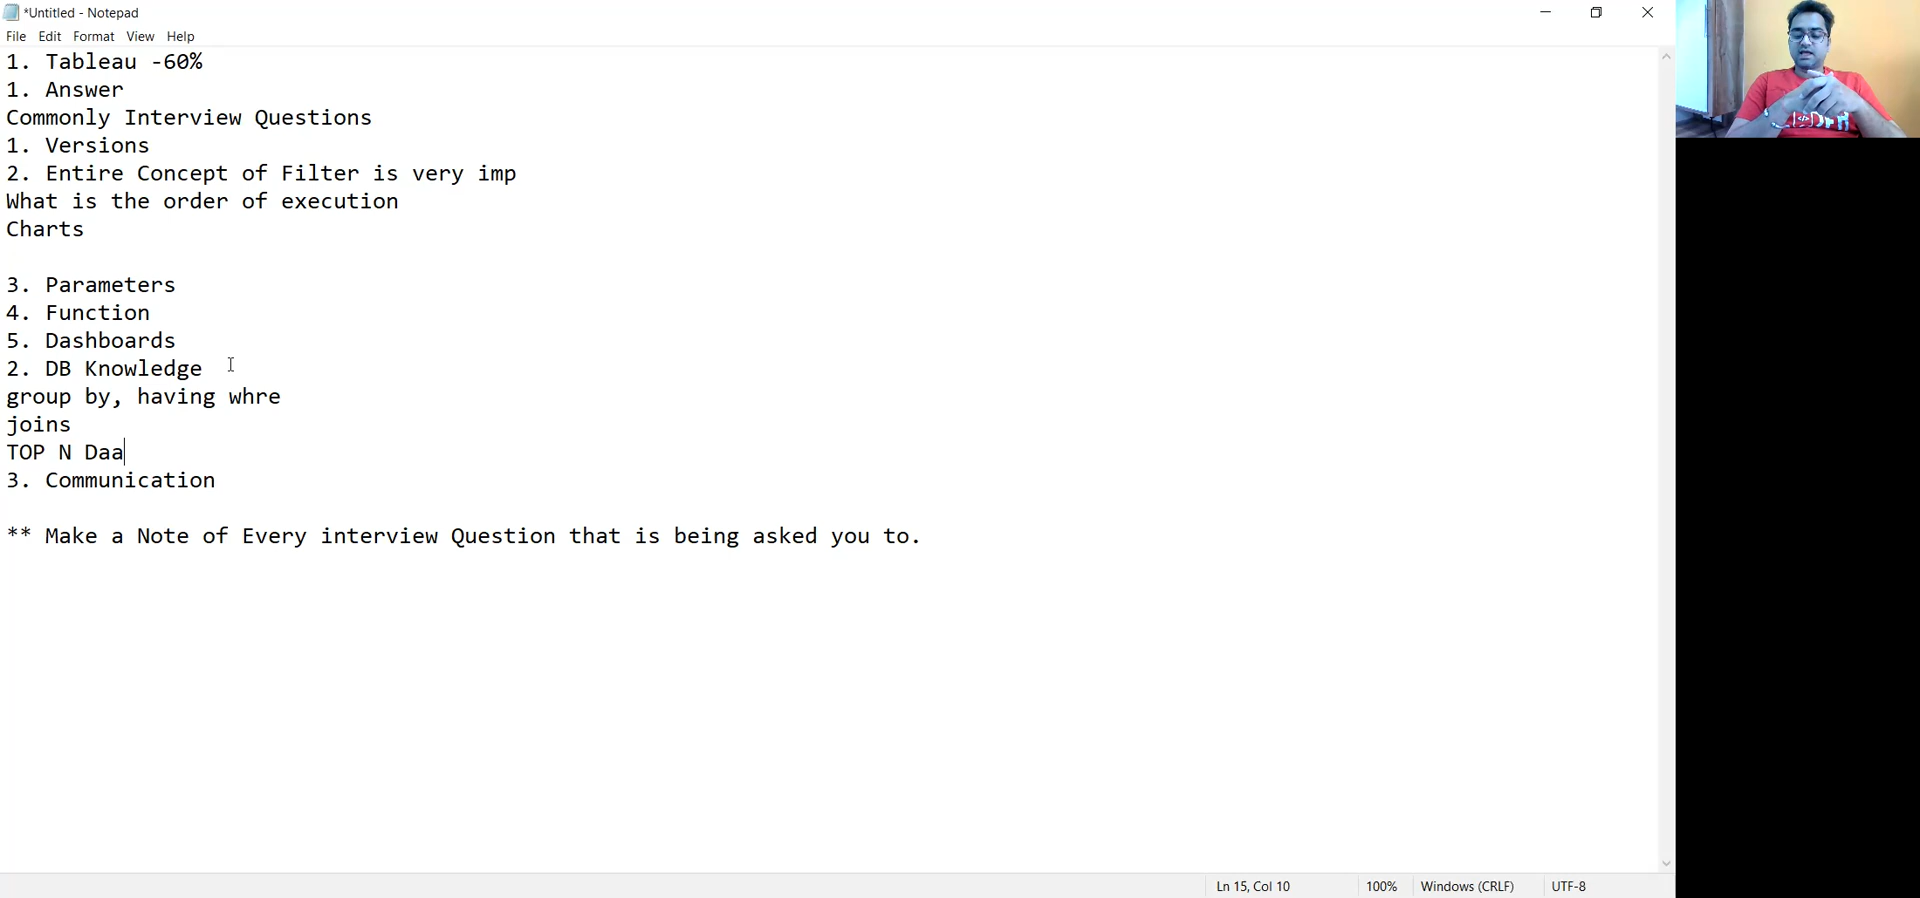 *Untitled - Notepad
File Edit Format View Help
1. Tableau -60%
1. Answer
Commonly Interview Questions
1. Versions
2. Entire Concept of Filter is very imp
What is the order of execution
Charts
3. Parameters
4. Function
5. Dashboards
2. DB Knowledge
group by, having whre
joins
TOP N Daa
3. Communication
** Make a Note of Every interview Question that is being asked you to.
Ln 15, Col 10 100% Windows (CRLF) UTF-8